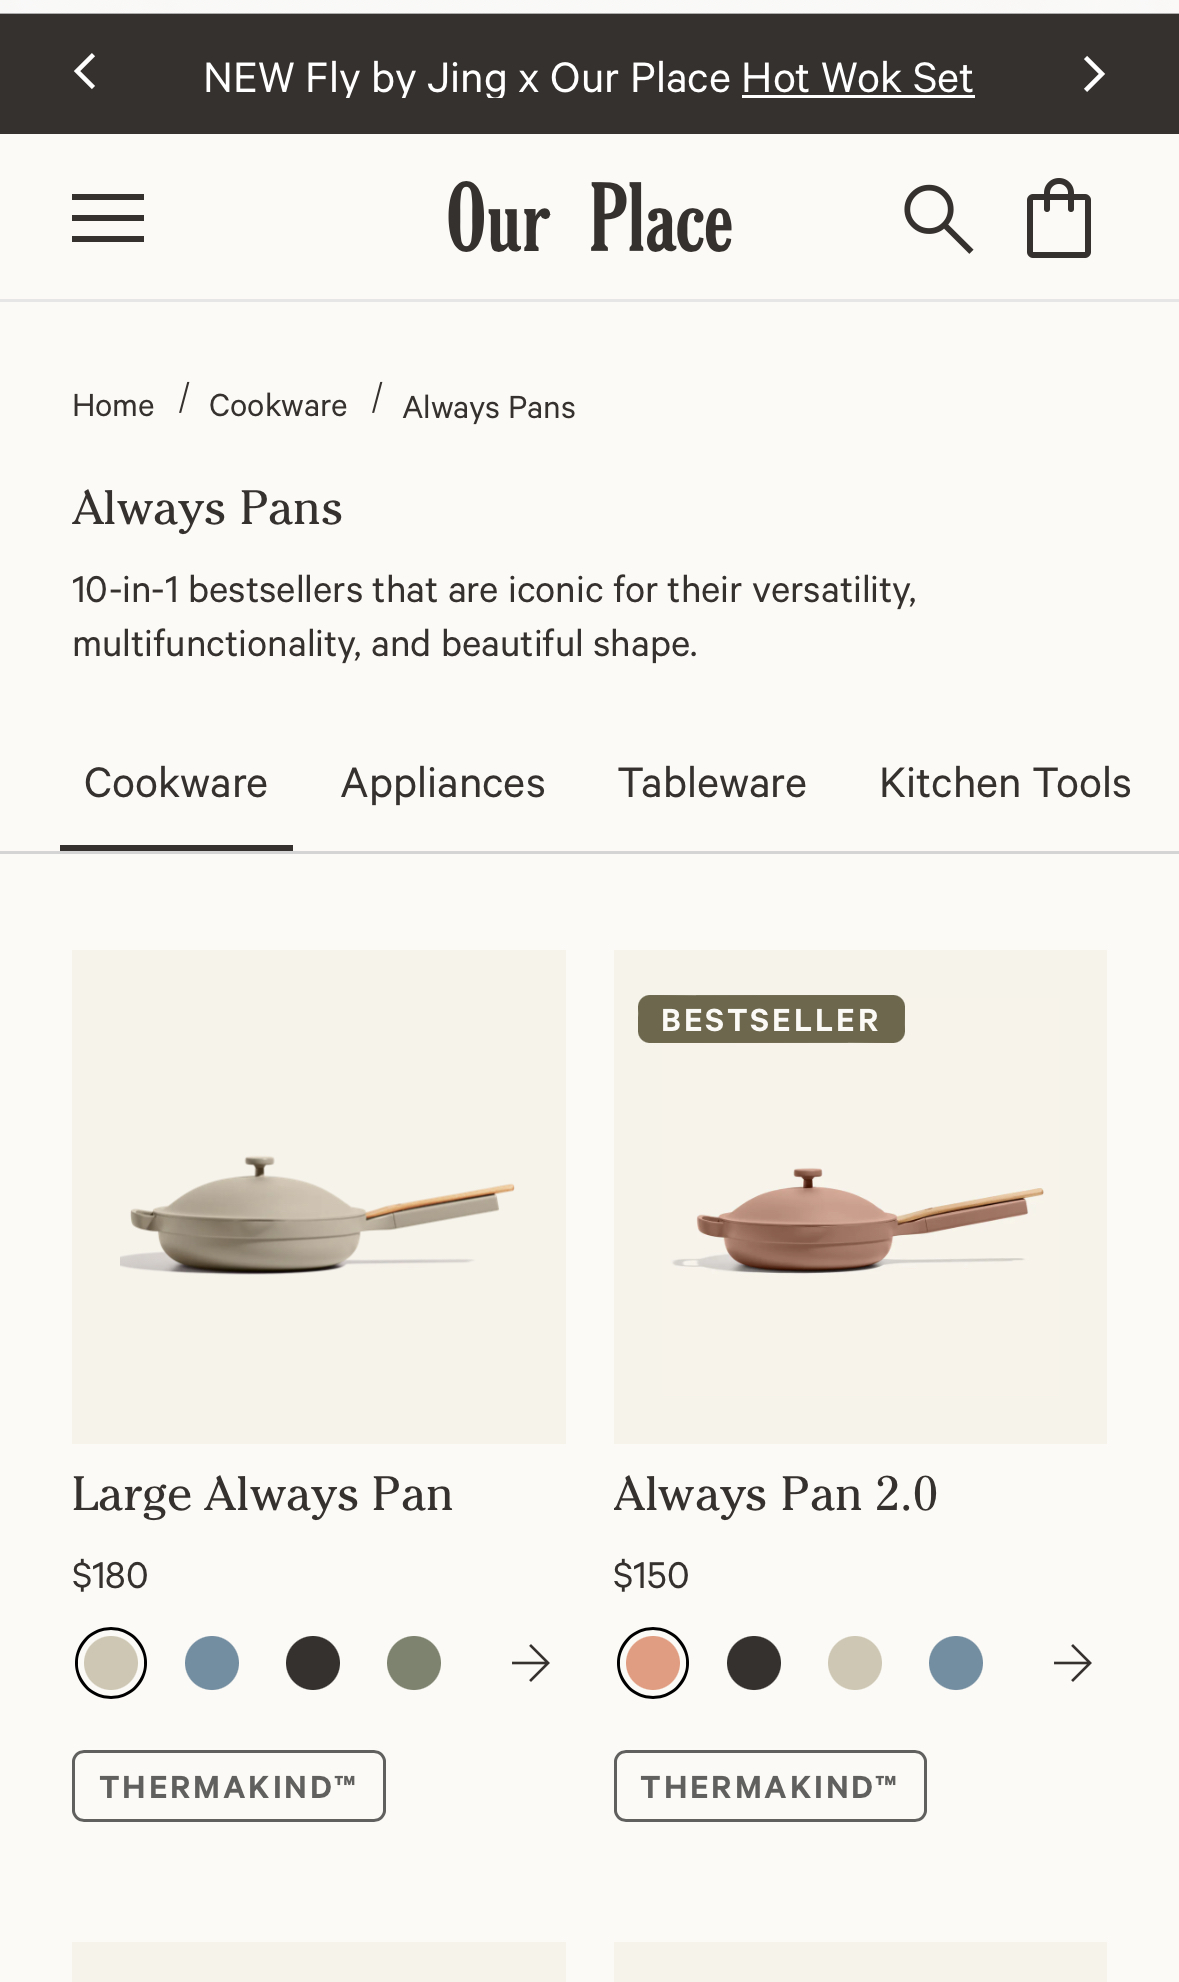 NEW Fly by Jing x Our Place Hot Wok Set
Our Place
Home / Cookware / Always Pans
Always Pans
10-in-1 bestsellers that are iconic for their versatility,
multifunctionality, and beautiful shape.
Cookware Appliances Tableware Kitchen Tools
BESTSELLER
Large Always Pan
$180
THERMAKIND™
Always Pan 2.0
$150
THERMAKIND™